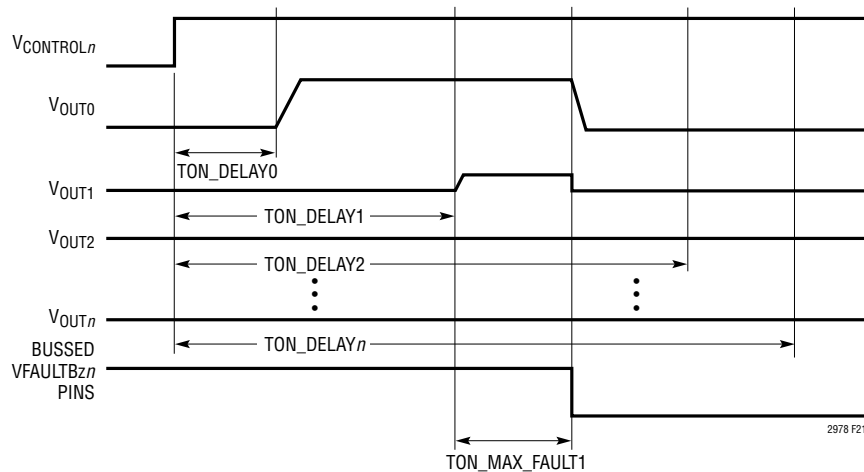 VCONTROLn
VOUT0
TON_DELAY0
VOUT1
TON_DELAY1
VOUT2
TON_DELAY2
VOUTn
BUSSED
VFAULTBzn
PINS
TON_DELAYn
2978 F21
TON_MAX_FAULT1